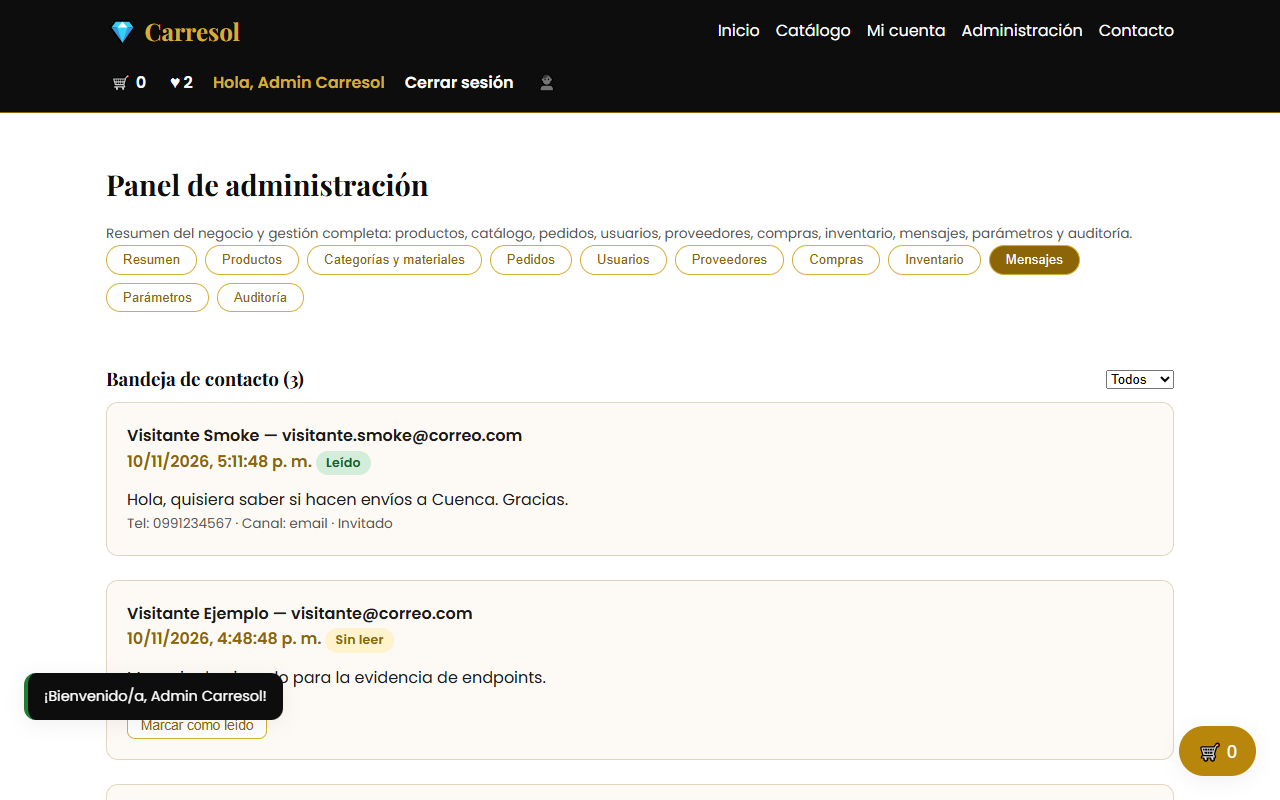 Carresol
Inicio Catálogo Mi cuenta Administración Contacto
0 2 Hola, Admin Carresol Cerrar sesión
Panel de administración
Resumen del negocio y gestión completa: productos, catálogo, pedidos, usuarios, proveedores, compras, inventario, mensajes, parámetros y auditoría.
Resumen Productos Categorías y materiales Pedidos Usuarios Proveedores Compras Inventario Mensajes
Parámetros Auditoría
Bandeja de contacto (3) Todos
Visitante Smoke — visitante.smoke@correo.com
10/11/2026, 5:11:48 p. m. Leído
Hola, quisiera saber si hacen envíos a Cuenca. Gracias.
Tel: 0991234567 · Canal: email · Invitado
Visitante Ejemplo — visitante@correo.com
10/11/2026, 4:48:48 p. m. Sin leer
para la evidencia de endpoints.
¡Bienvenido/a, Admin Carresol!
Marcar como leído
0